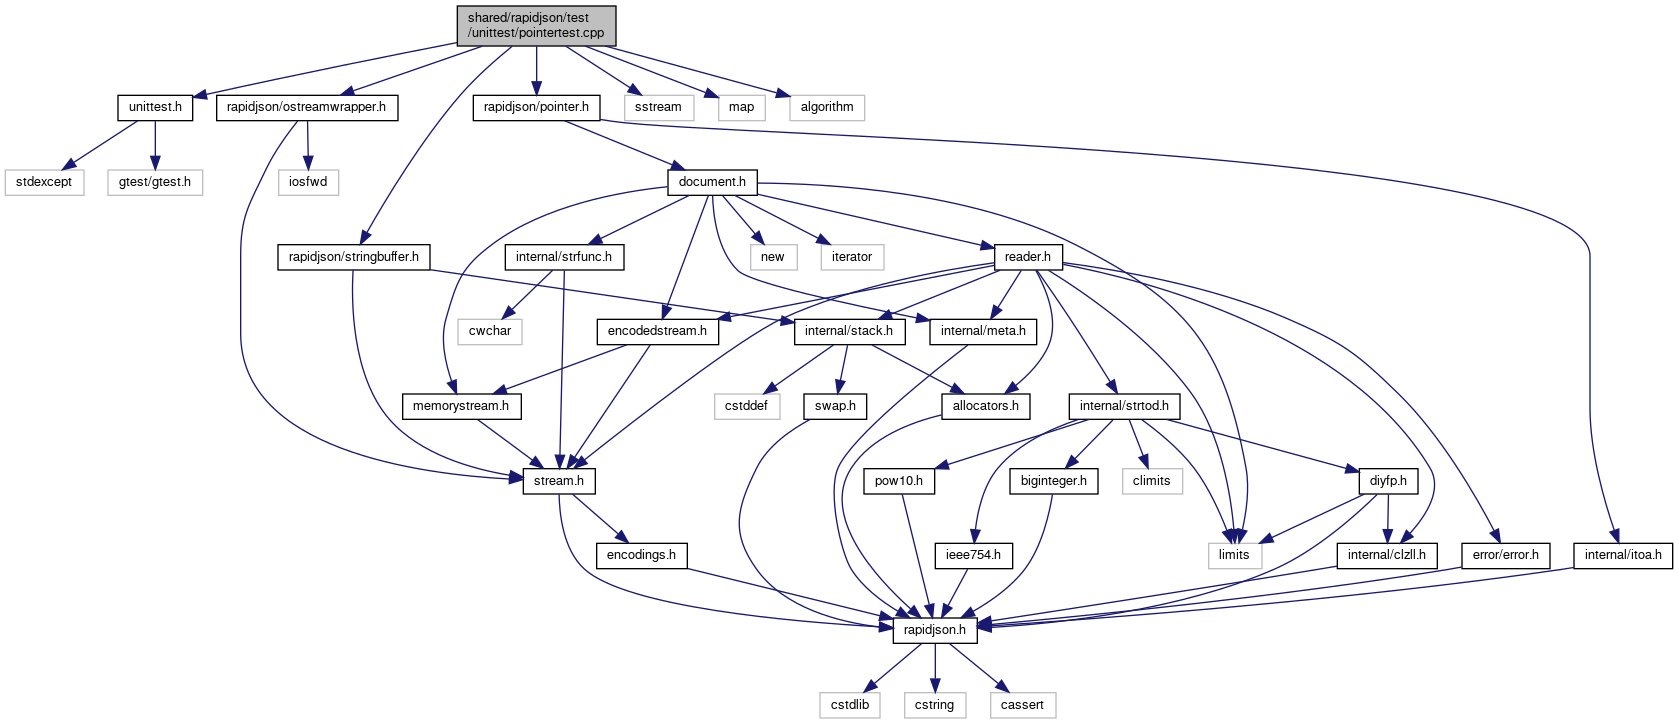 shared/rapidjson/test
/unittest/pointertest.cpp
unittest.h
rapidjson/ostreamwrapper.h
rapidjson/pointer.h
sstream
map
algorithm
stdexcept
gtest/gtest.h
iosfwd
document.h
rapidjson/stringbuffer.h
internal/strfunc.h
new
iterator
reader.h
cwchar
encodedstream.h
internal/stack.h
internal/meta.h
memorystream.h
cstddef
swap.h
allocators.h
internal/strtod.h
stream.h
pow10.h
biginteger.h
climits
diyfp.h
encodings.h
ieee754.h
limits
internal/clzll.h
error/error.h
internal/itoa.h
rapidjson.h
cstdlib
cstring
cassert